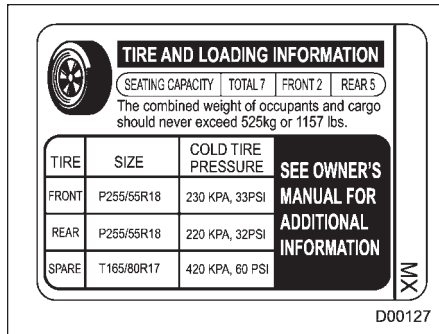 TIRE AND LOADING INFORMATION
SEATING CAPACITY TOTAL 7 FRONT 2 REAR 5
The combined weight of occupants and cargo
should never exceed 525kg or 1157 lbs.
TIRE SIZE COLD TIRE PRESSURE
FRONT P255/55R18 230 KPA, 33PSI
REAR P255/55R18 220 KPA, 32PSI
SPARE T165/80R17 420 KPA, 60 PSI
SEE OWNER'S
MANUAL FOR
ADDITIONAL
INFORMATION
MX
D00127